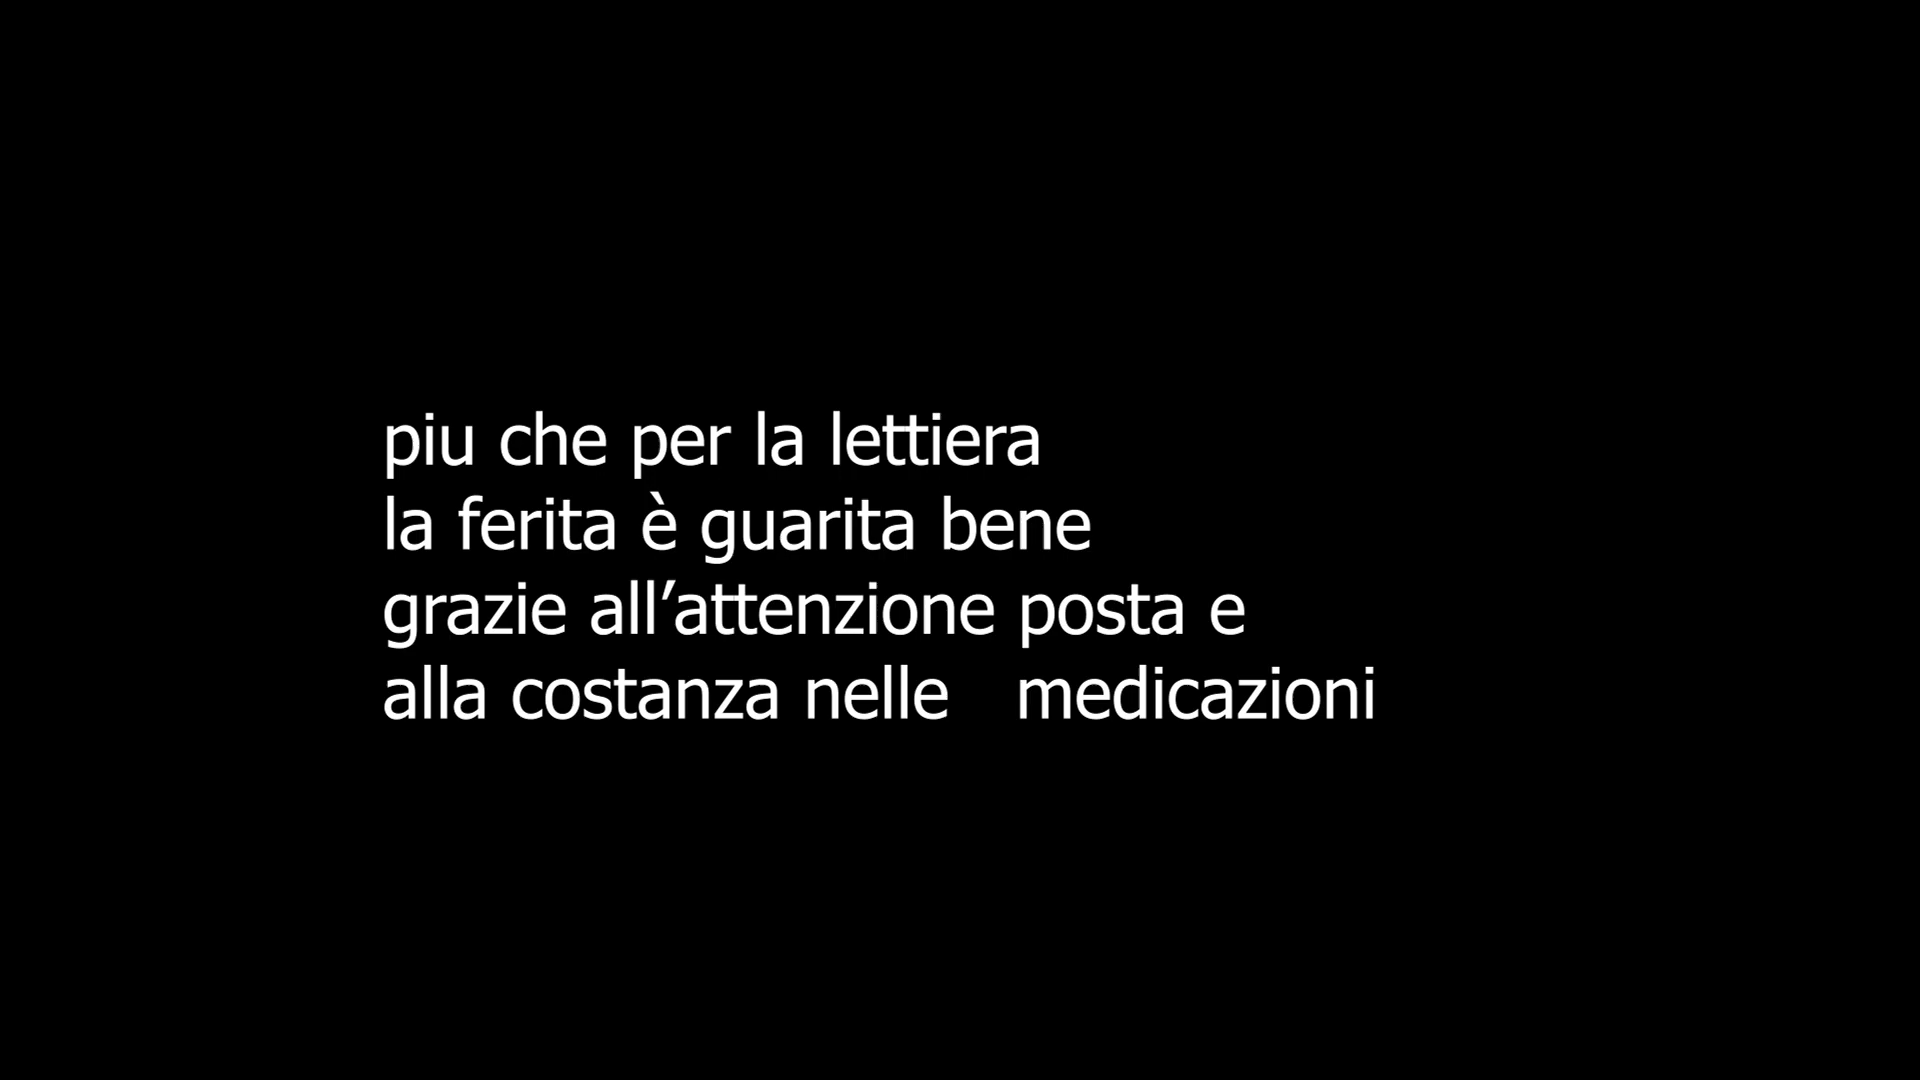 piu che per la lettiera
la ferita è guarita bene
grazie all’attenzione posta e
alla costanza nelle   medicazioni